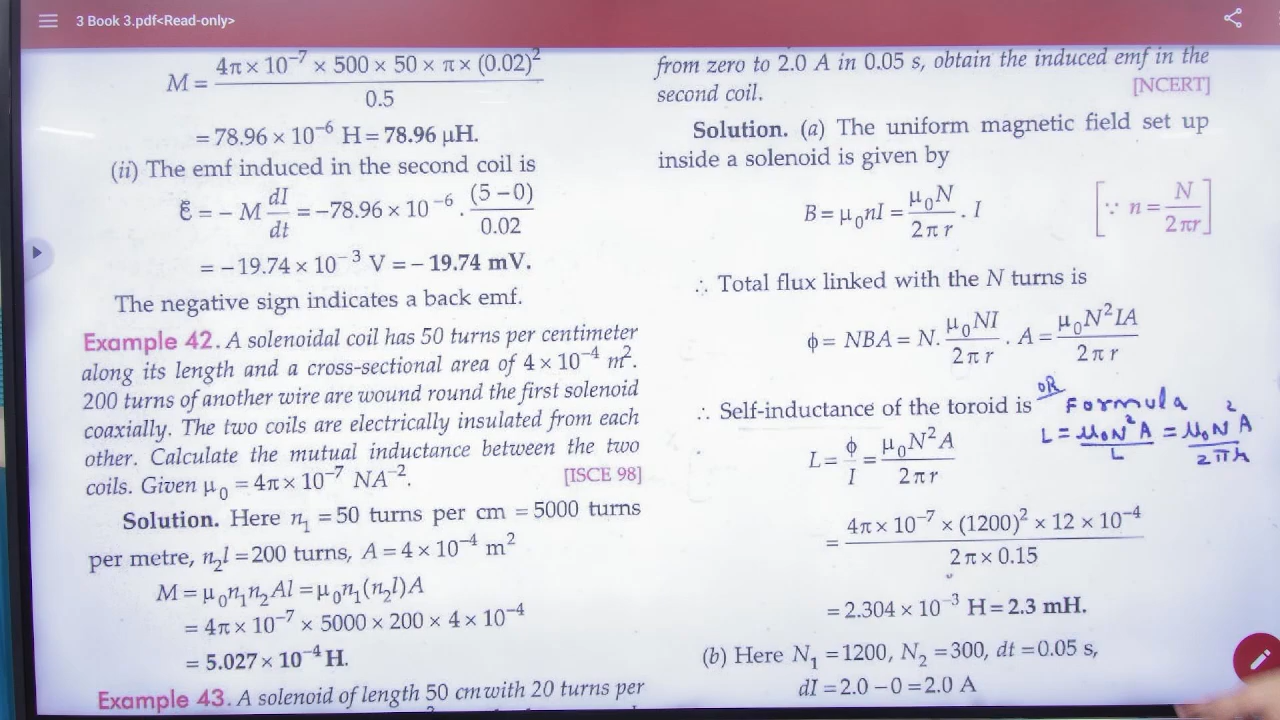 3 Book 3.pdf<Read-only>
M = 4π × 10⁻⁷ × 500 × 50 × π × (0.02)² / 0.5
= 78.96 × 10⁻⁶ H = 78.96 μH.
(ii) The emf induced in the second coil is
ℰ = − M dI/dt = −78.96 × 10⁻⁶ . (5 − 0)/0.02
= −19.74 × 10⁻³ V = − 19.74 mV.
The negative sign indicates a back emf.
Example 42. A solenoidal coil has 50 turns per centimeter
along its length and a cross-sectional area of 4 × 10⁻⁴ m².
200 turns of another wire are wound round the first solenoid
coaxially. The two coils are electrically insulated from each
other. Calculate the mutual inductance between the two
coils. Given μ₀ = 4π × 10⁻⁷ NA⁻². [ISCE 98]
Solution. Here n₁ = 50 turns per cm = 5000 turns
per metre, n₂l = 200 turns, A = 4 × 10⁻⁴ m²
M = μ₀n₁n₂Al = μ₀n₁(n₂l)A
= 4π × 10⁻⁷ × 5000 × 200 × 4 × 10⁻⁴
= 5.027 × 10⁻⁴ H.
Example 43. A solenoid of length 50 cm with 20 turns per
from zero to 2.0 A in 0.05 s, obtain the induced emf in the
second coil. [NCERT]
Solution. (a) The uniform magnetic field set up
inside a solenoid is given by
B = μ₀nI = μ₀N/2πr . I [∵ n = N/2πr]
∴ Total flux linked with the N turns is
ϕ = NBA = N. μ₀NI/2πr . A = μ₀N²IA/2πr
∴ Self-inductance of the toroid is
L = ϕ/I = μ₀N²A/2πr
OR Formula
L = μ₀N²A/L = μ₀N²A/2πr
= 4π × 10⁻⁷ × (1200)² × 12 × 10⁻⁴ / 2π × 0.15
= 2.304 × 10⁻³ H = 2.3 mH.
(b) Here N₁ = 1200, N₂ = 300, dt = 0.05 s,
dI = 2.0 − 0 = 2.0 A